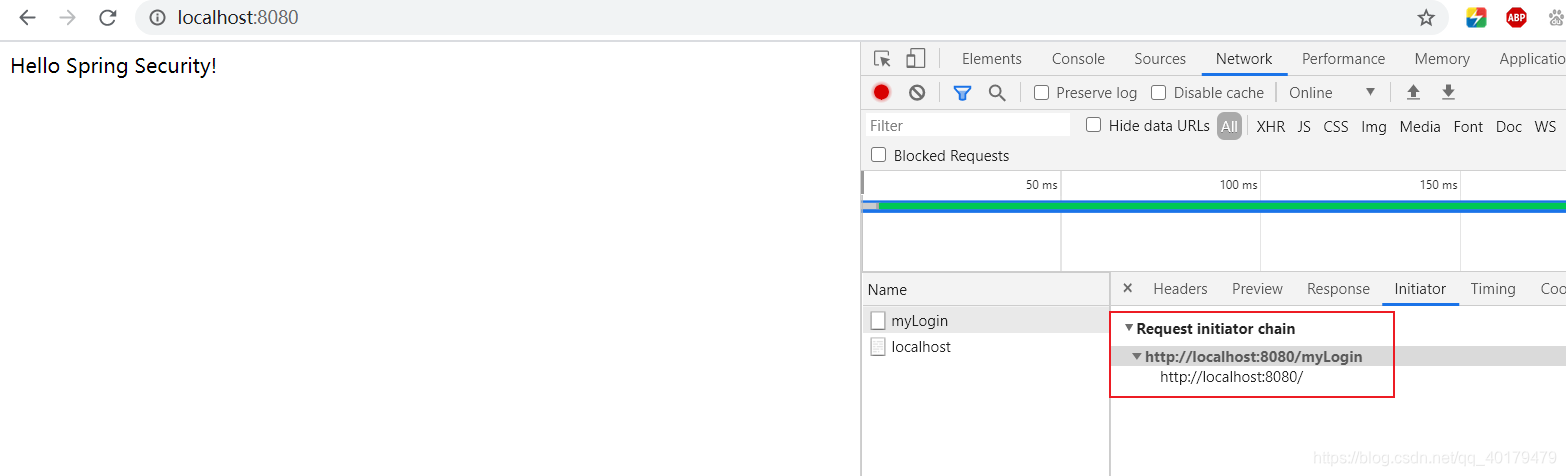 localhost:8080
ABP
Hello Spring Security!
Elements Console Sources Network Performance Memory Applicatio
Preserve log Disable cache Online
Filter Hide data URLs All XHR JS CSS Img Media Font Doc WS
Blocked Requests
50 ms 100 ms 150 ms
Name
× Headers Preview Response Initiator Timing Coo
myLogin
localhost
Request initiator chain
http://localhost:8080/myLogin
http://localhost:8080/
https://blog.csdn.net/qq_40179479